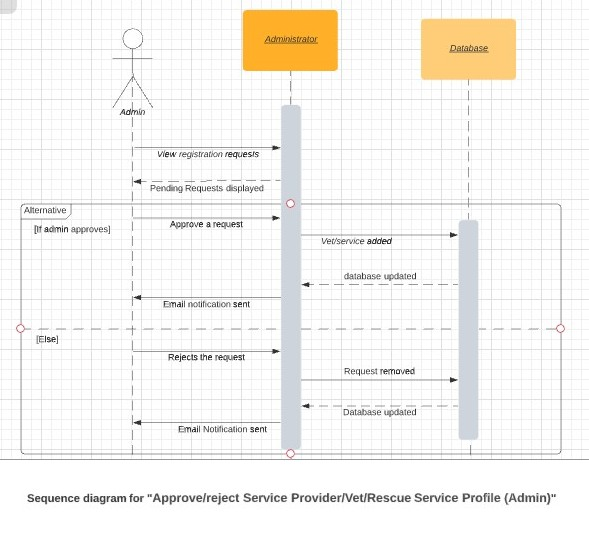 Administrator
Database
Admin
View registration requests
Pending Requests displayed
Alternative
Approve a request
[If admin approves]
Vet/service added
database updated
Email notification sent
[Else]
Rejects the request
Request removed
Database updated
Email Notification sent
Sequence diagram for "Approve/reject Service Provider/Vet/Rescue Service Profile (Admin)"